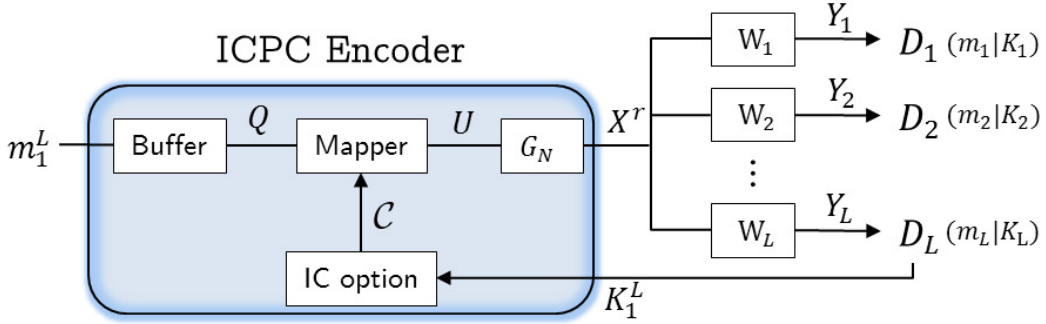 ICPC Encoder
m_1^L
Buffer
Q
Mapper
U
G_N
X^r
C
IC option
K_1^L
W_1
Y_1
D_1 (m_1|K_1)
W_2
Y_2
D_2 (m_2|K_2)
⋮
W_L
Y_L
D_L (m_L|K_L)